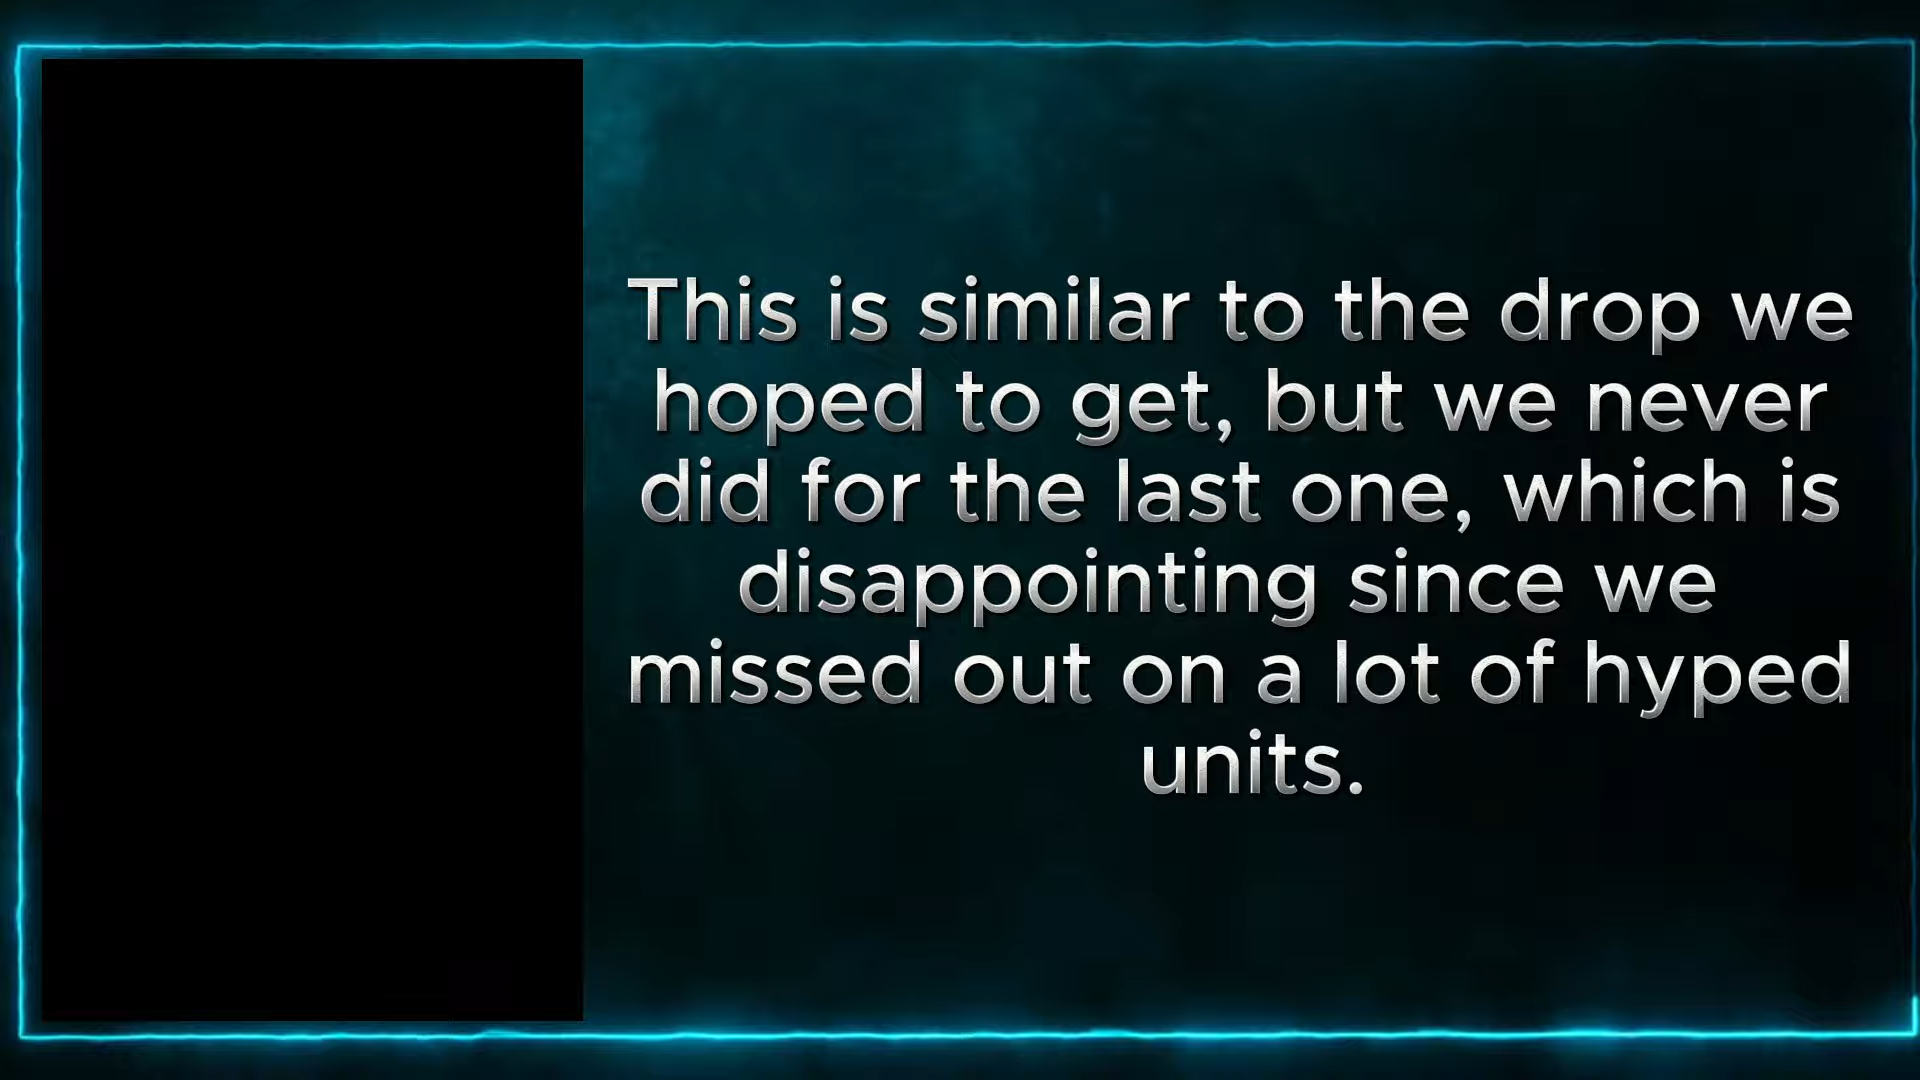 This is similar to the drop we
hoped to get, but we never
did for the last one, which is
disappointing since we
missed out on a lot of hyped
units.